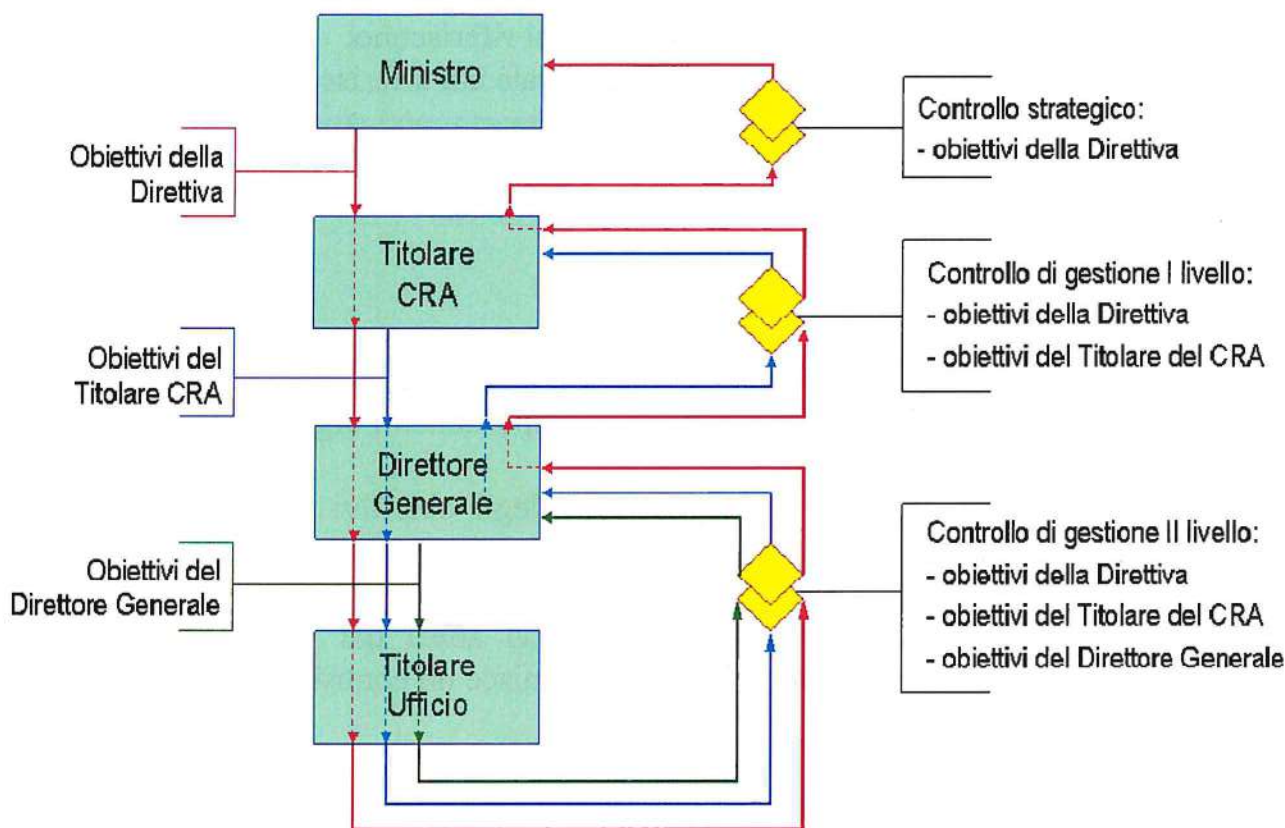 Ministro
Controllo strategico:
- obiettivi della Direttiva
Obiettivi della
Direttiva
Titolare
CRA
Controllo di gestione I livello:
- obiettivi della Direttiva
- obiettivi del Titolare del CRA
Obiettivi del
Titolare CRA
Direttore
Generale
Controllo di gestione II livello:
- obiettivi della Direttiva
- obiettivi del Titolare del CRA
- obiettivi del Direttore Generale
Obiettivi del
Direttore Generale
Titolare
Ufficio